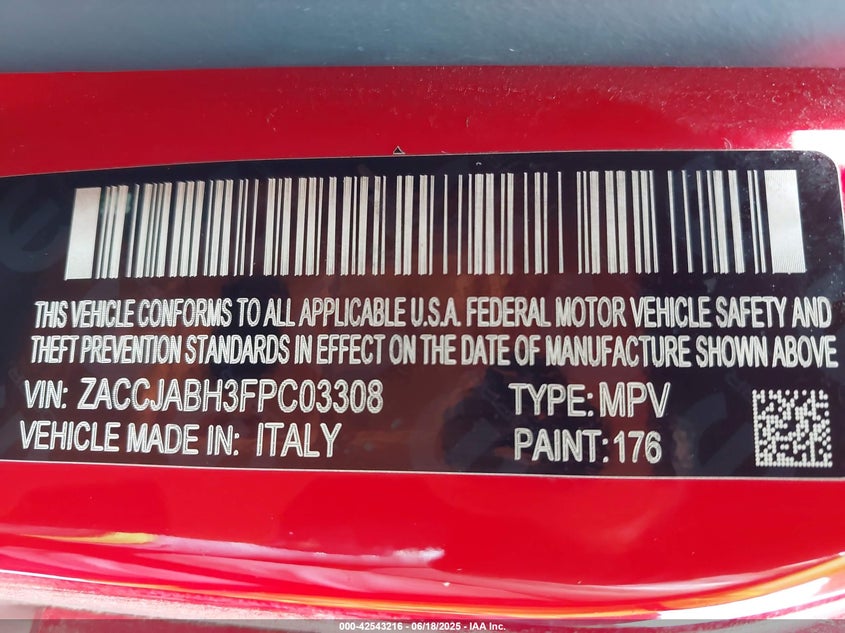 THIS VEHICLE CONFORMS TO ALL APPLICABLE U.S.A. FEDERAL MOTOR VEHICLE SAFETY AND
THEFT PREVENTION STANDARDS IN EFFECT ON THE DATE OF MANUFACTURE SHOWN ABOVE
VIN: ZACCJABH3FPC03308 TYPE: MPV
VEHICLE MADE IN: ITALY PAINT: 176
000-42543216 - 06/18/2025 - IAA Inc.